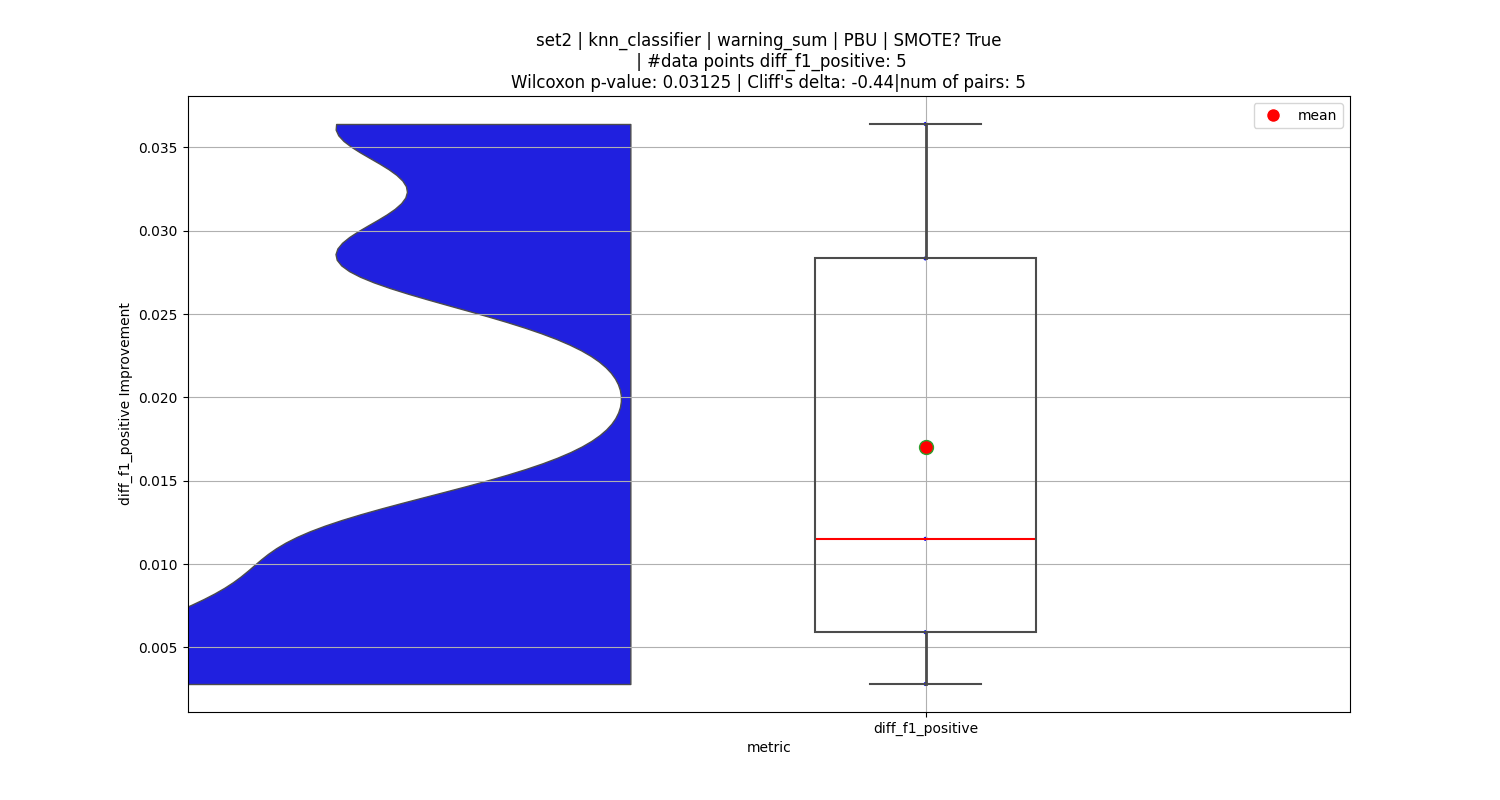 set2 | knn_classifier | warning_sum | PBU | SMOTE? True
| #data points diff_f1_positive: 5
Wilcoxon p-value: 0.03125 | Cliff's delta: -0.44|num of pairs: 5
mean
0.035
0.030
0.025
0.020
0.015
0.010
0.005
diff_f1_positive Improvement
diff_f1_positive
metric